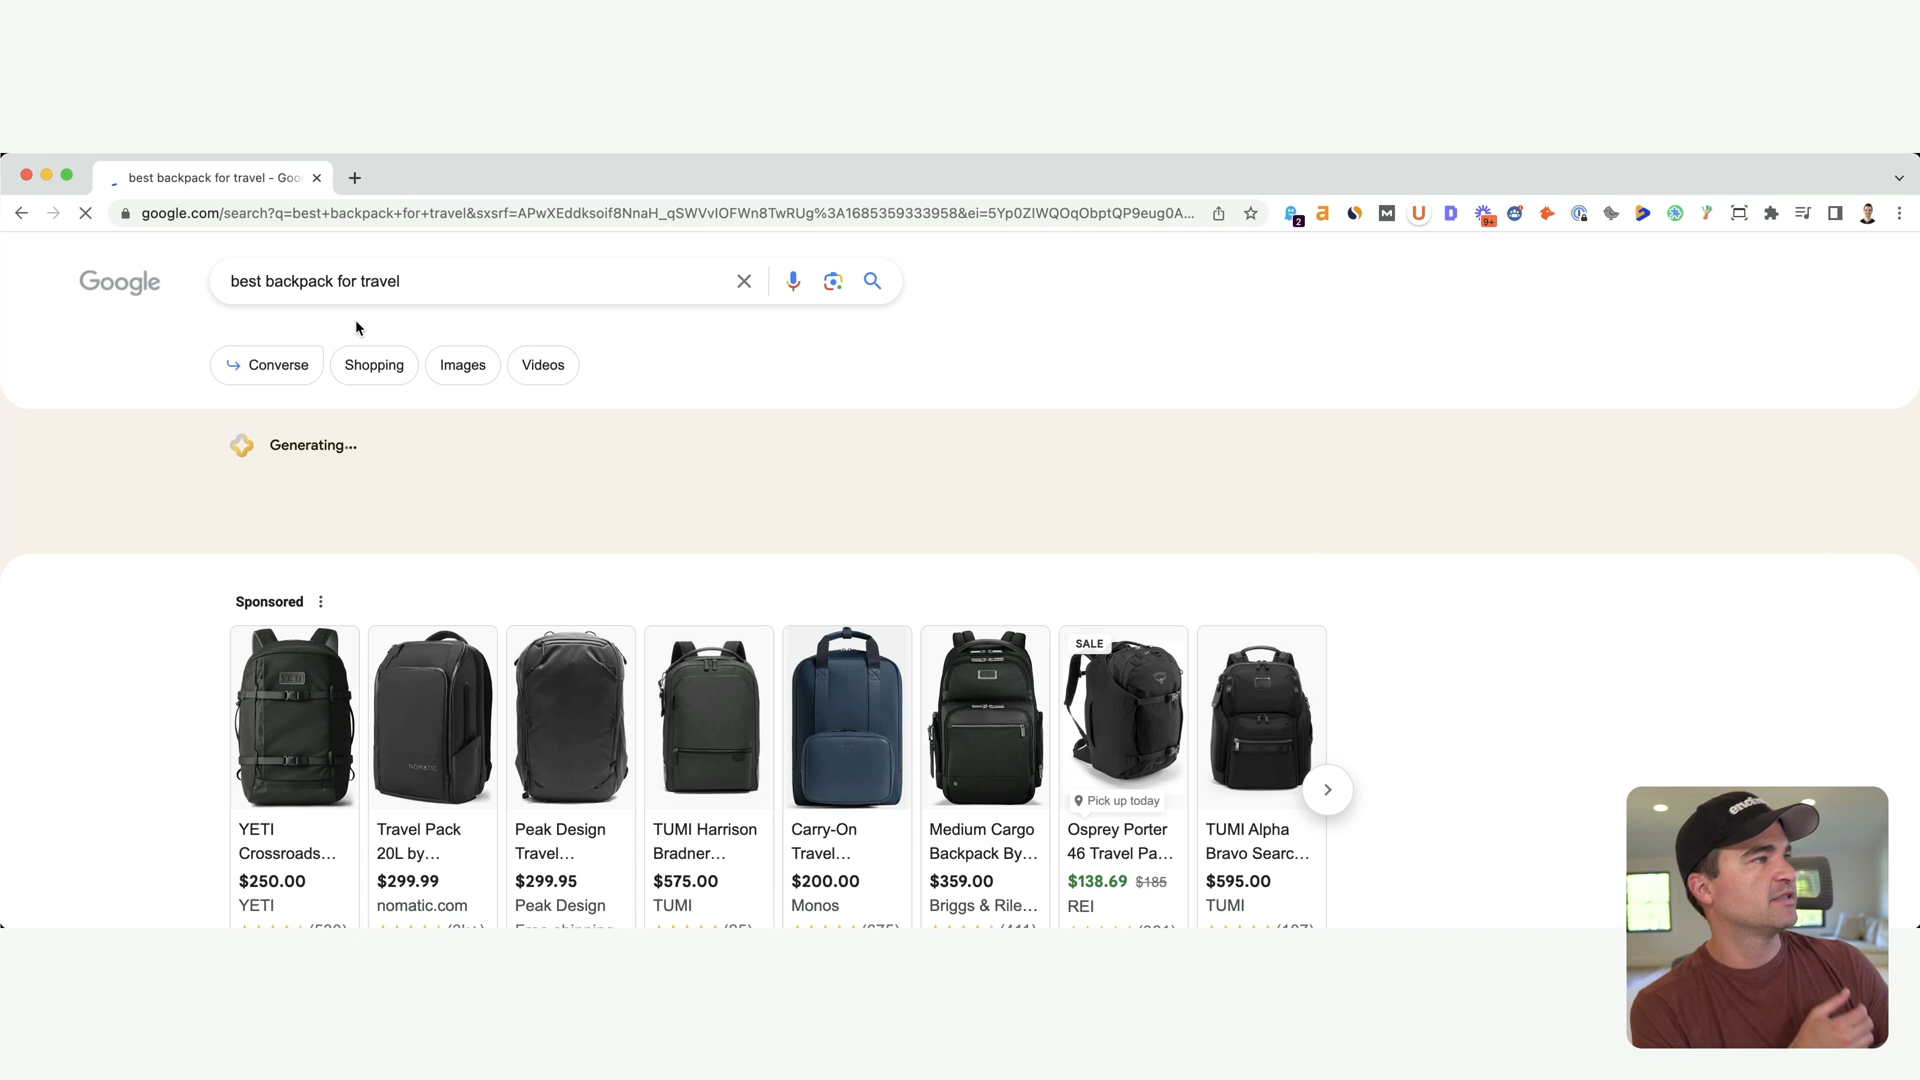 best backpack for travel - Goo
google.com/search?q=best+backpack+for+travel&sxsrf=APwXEddksoif8NnaH_qSWVvIOFWn8TwRUg%3A1685359333958&ei=5Yp0ZIWQOqObptQP9eug0A...
2
9+
Google
best backpack for travel
Converse
Shopping
Images
Videos
Generating...
Sponsored
YETI
NOMATIC
SALE
Pick up today
YETI
Crossroads...
$250.00
YETI
Travel Pack
20L by...
$299.99
nomatic.com
Peak Design
Travel...
$299.95
Peak Design
TUMI Harrison
Bradner...
$575.00
TUMI
Carry-On
Travel...
$200.00
Monos
Medium Cargo
Backpack By...
$359.00
Briggs & Rile...
Osprey Porter
46 Travel Pa...
$138.69 $185
REI
TUMI Alpha
Bravo Searc...
$595.00
TUMI